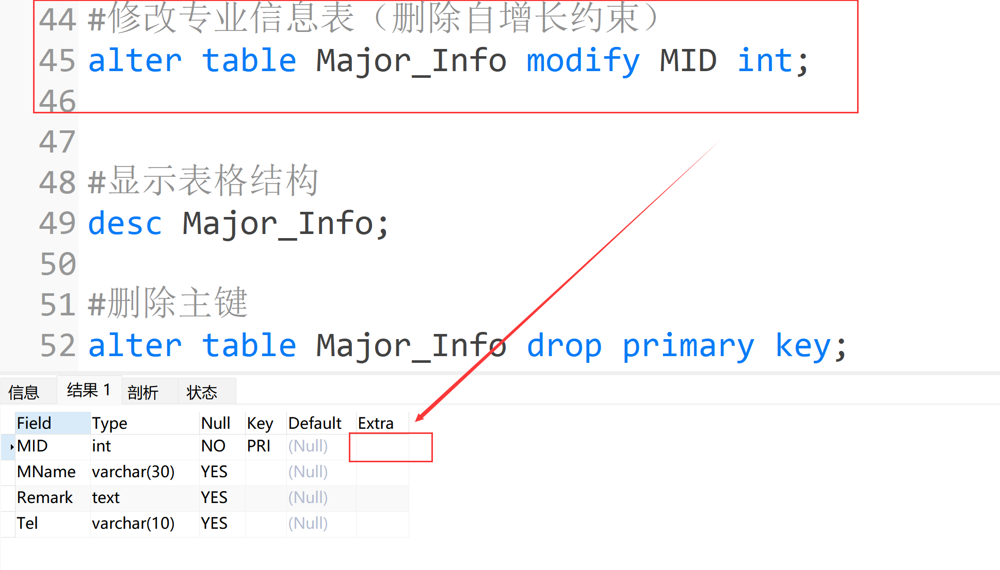 44 #修改专业信息表（删除自增长约束）
45 alter table Major_Info modify MID int;
46
47
48 #显示表格结构
49 desc Major_Info;
50
51 #删除主键
52 alter table Major_Info drop primary key;
信息 结果 1 剖析 状态
Field Type Null Key Default Extra
MID int NO PRI (Null)
MName varchar(30) YES (Null)
Remark text YES (Null)
Tel varchar(10) YES (Null)